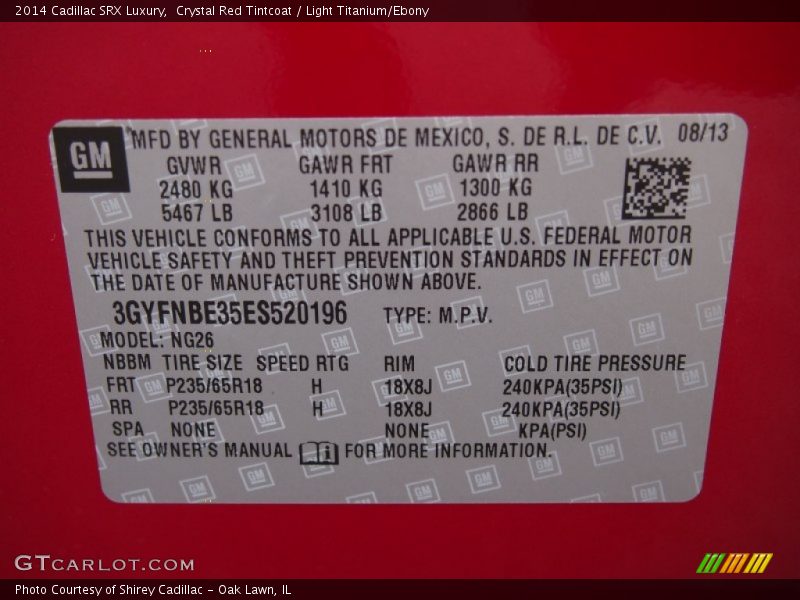 2014 Cadillac SRX Luxury,  Crystal Red Tintcoat / Light Titanium/Ebony
GM
MFD BY GENERAL MOTORS DE MEXICO, S. DE R.L. DE C.V.  08/13
GVWR  GAWR FRT  GAWR RR
2480 KG  1410 KG  1300 KG
5467 LB  3108 LB  2866 LB
THIS VEHICLE CONFORMS TO ALL APPLICABLE U.S. FEDERAL MOTOR
VEHICLE SAFETY AND THEFT PREVENTION STANDARDS IN EFFECT ON
THE DATE OF MANUFACTURE SHOWN ABOVE.
3GYFNBE35ES520196  TYPE: M.P.V.
MODEL: NG26
NBBM TIRE SIZE  SPEED RTG  RIM  COLD TIRE PRESSURE
FRT  P235/65R18  H  18X8J  240KPA(35PSI)
RR  P235/65R18  H  18X8J  240KPA(35PSI)
SPA  NONE  NONE  KPA(PSI)
SEE OWNER'S MANUAL  FOR MORE INFORMATION.
GTCARLOT.COM
Photo Courtesy of Shirey Cadillac - Oak Lawn, IL